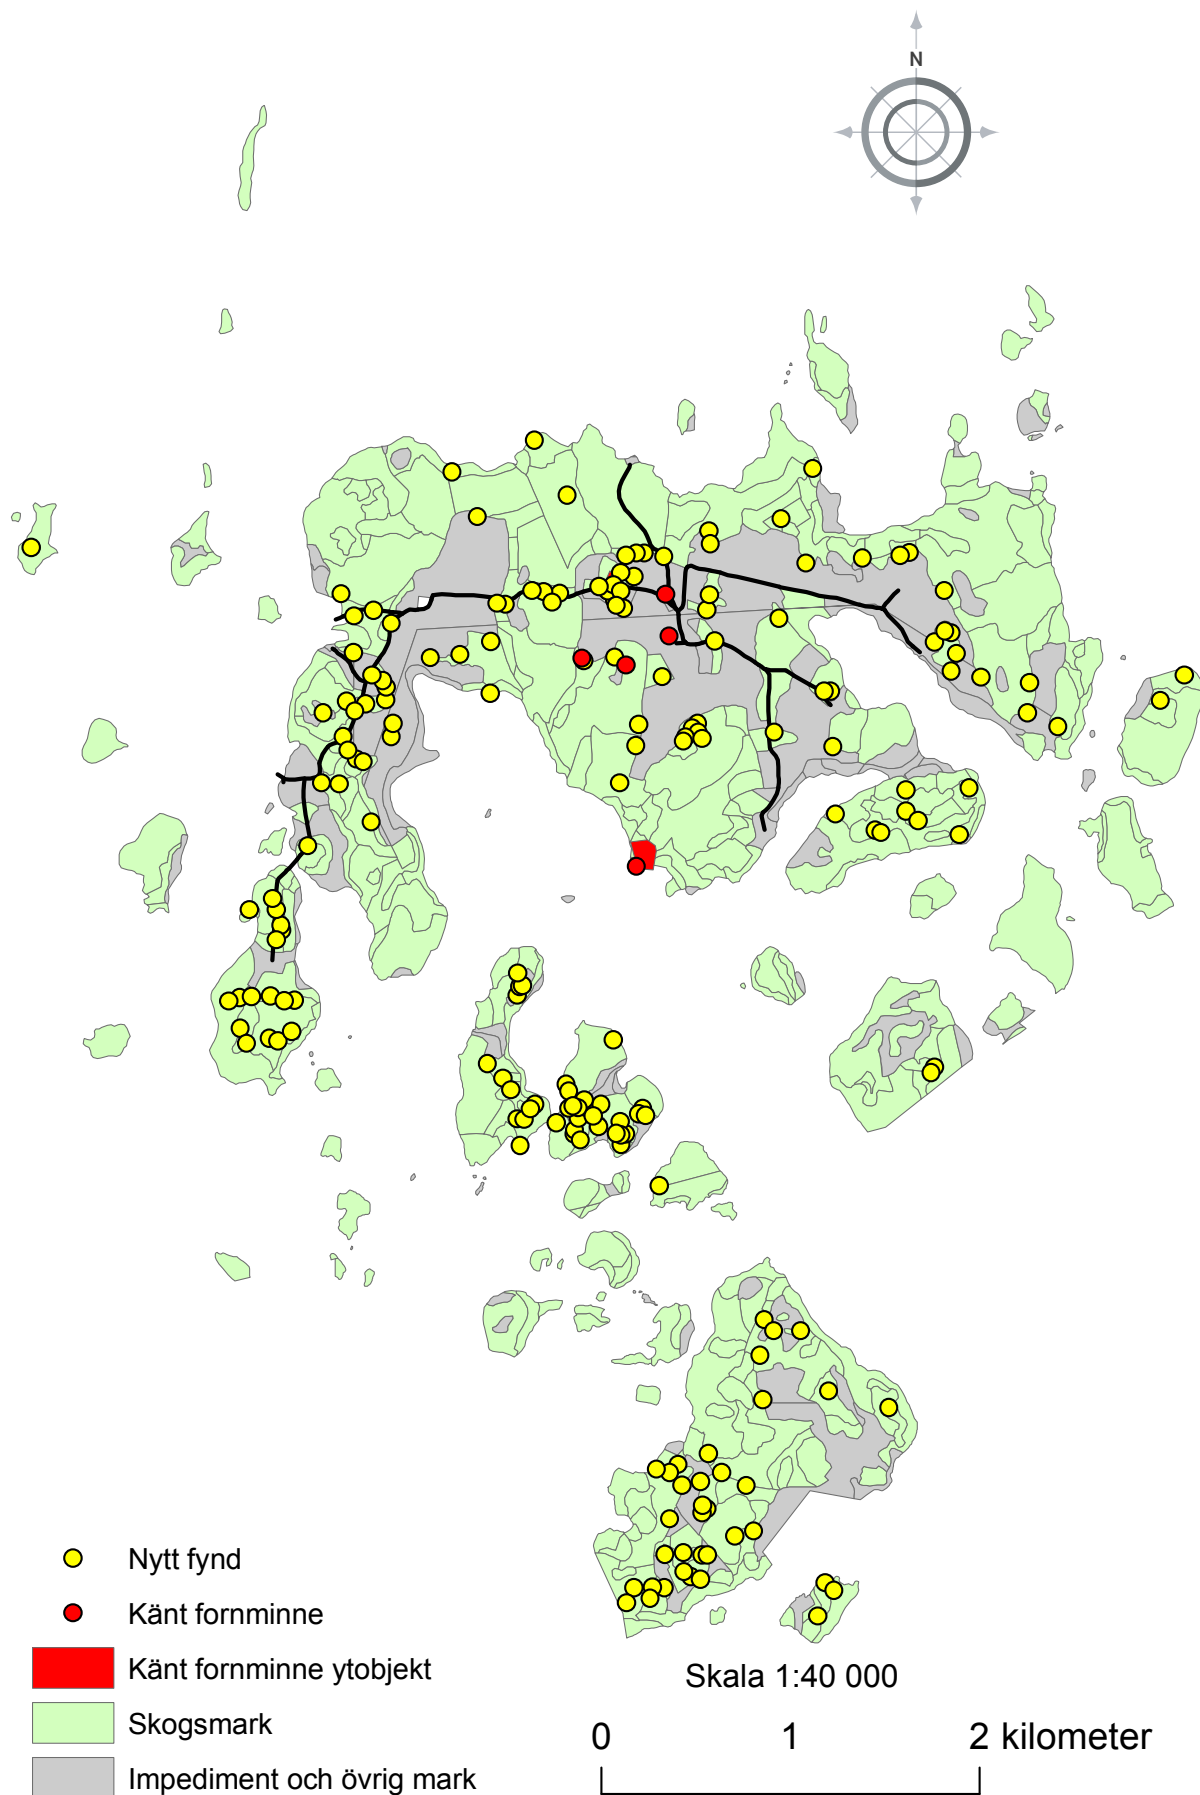 N
Nytt fynd
Känt fornminne
Känt fornminne ytobjekt
Skogsmark
Impediment och övrig mark
Skala 1:40 000
0 1 2 kilometer